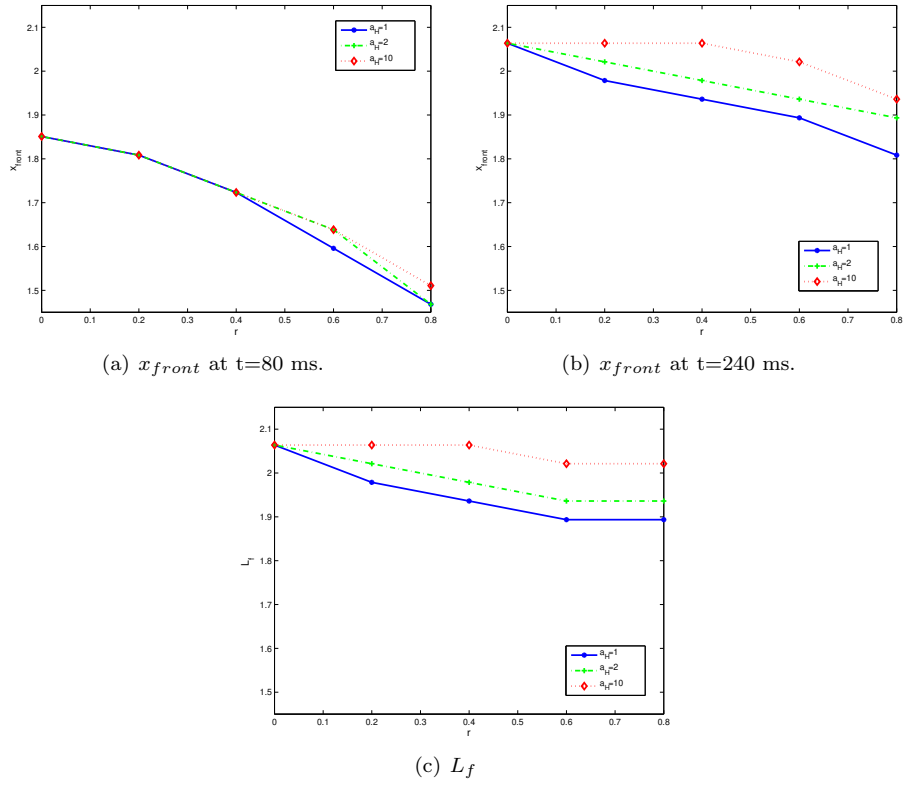 2.1
2
1.9
1.8
1.7
1.6
1.5
x_front
0 0.1 0.2 0.3 0.4 0.5 0.6 0.7 0.8
r
a_H=1
a_H=2
a_H=10
(a) x_front at t=80 ms.
2.1
2
1.9
1.8
1.7
1.6
1.5
x_front
0 0.1 0.2 0.3 0.4 0.5 0.6 0.7 0.8
r
a_H=1
a_H=2
a_H=10
(b) x_front at t=240 ms.
2.1
2
1.9
1.8
1.7
1.6
1.5
L_f
0 0.1 0.2 0.3 0.4 0.5 0.6 0.7 0.8
r
a_H=1
a_H=2
a_H=10
(c) L_f